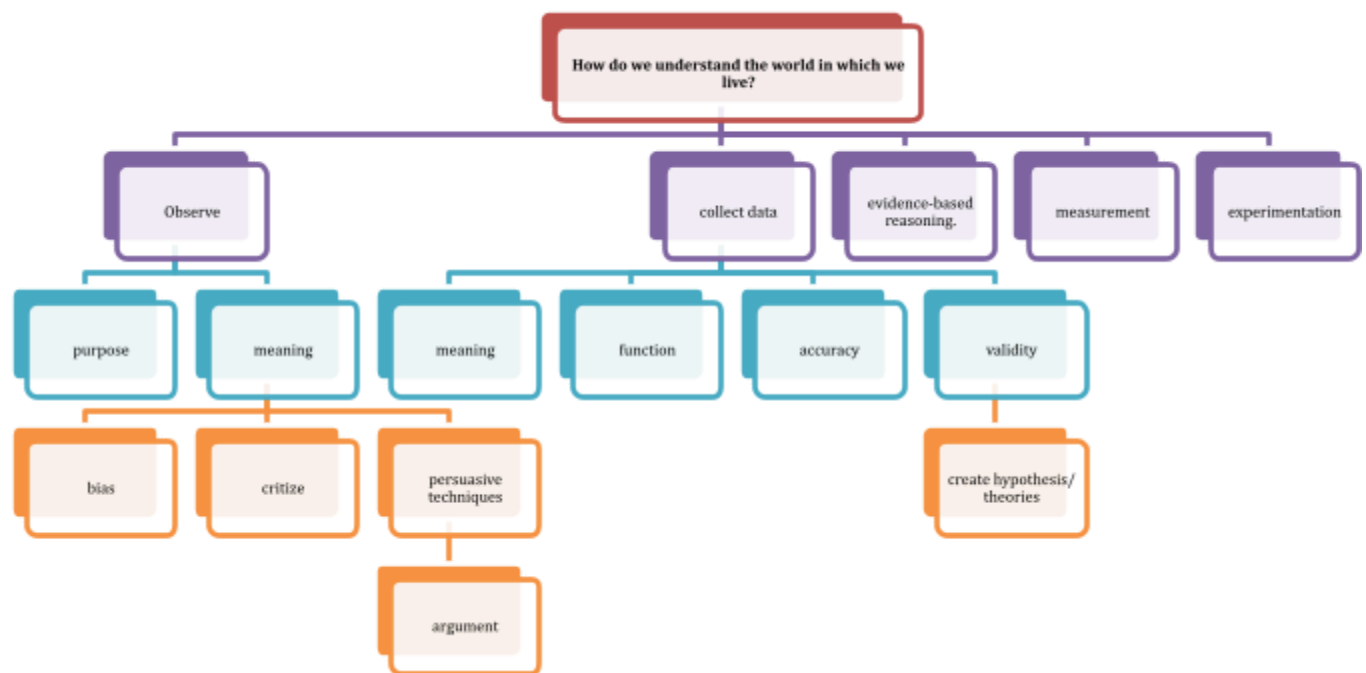 How do we understand the world in which we
live?
Observe
collect data
evidence-based
reasoning.
measurement
experimentation
purpose
meaning
meaning
function
accuracy
validity
bias
critize
persuasive
techniques
create hypothesis/
theories
argument